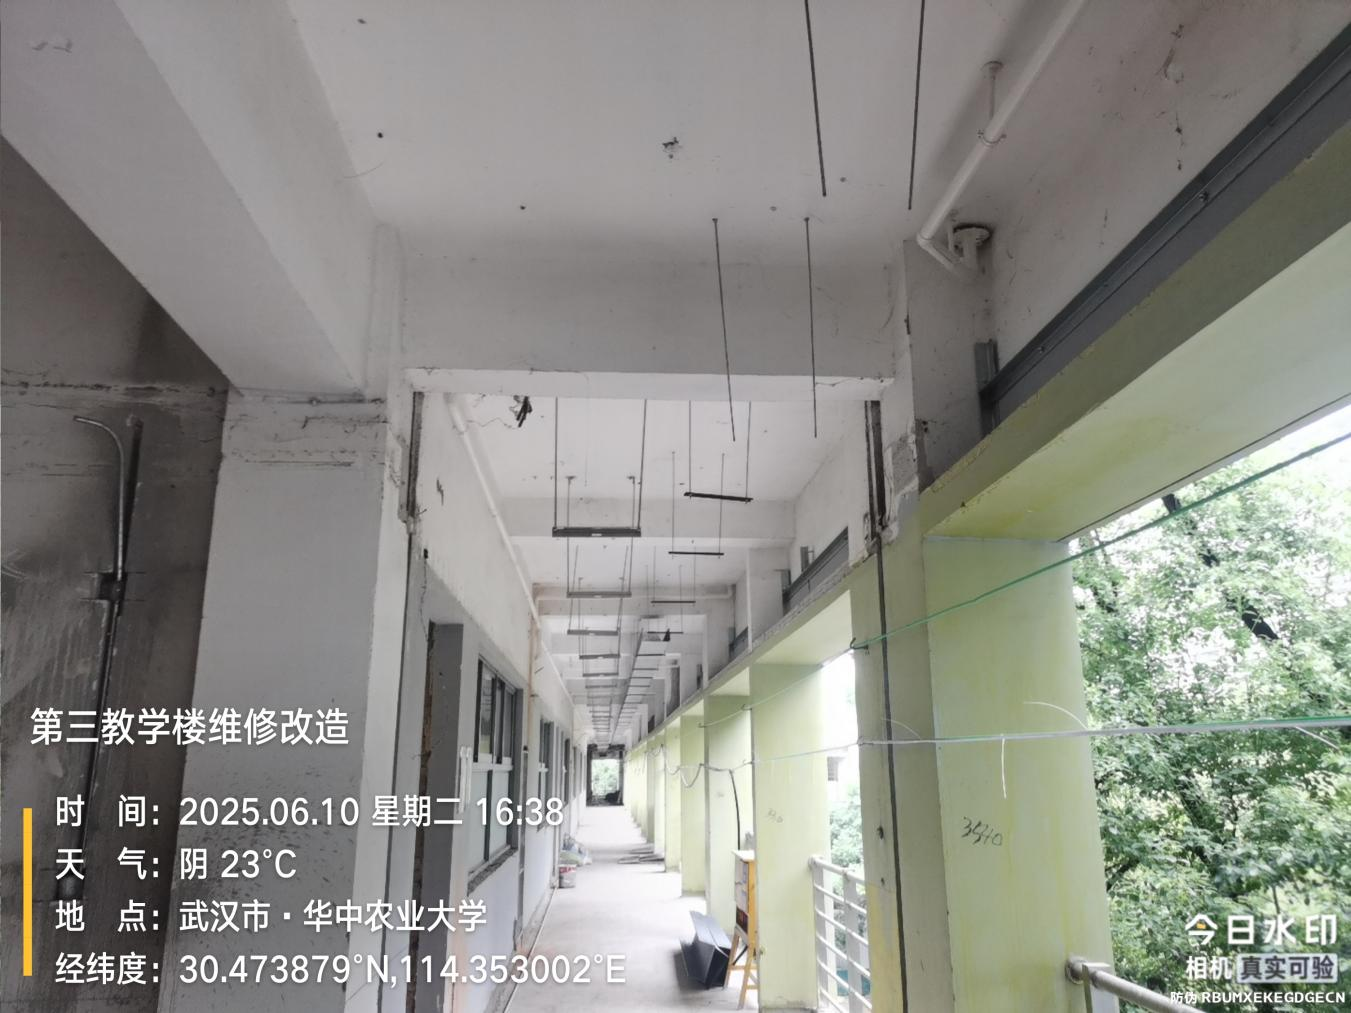 第三教学楼维修改造
时 间：2025.06.10 星期二 16:38
天 气：阴 23°C
地 点：武汉市·华中农业大学
经纬度：30.473879°N,114.353002°E
3540
今日水印
相机 真实可验
防伪 RBUMXEKEGDGECN